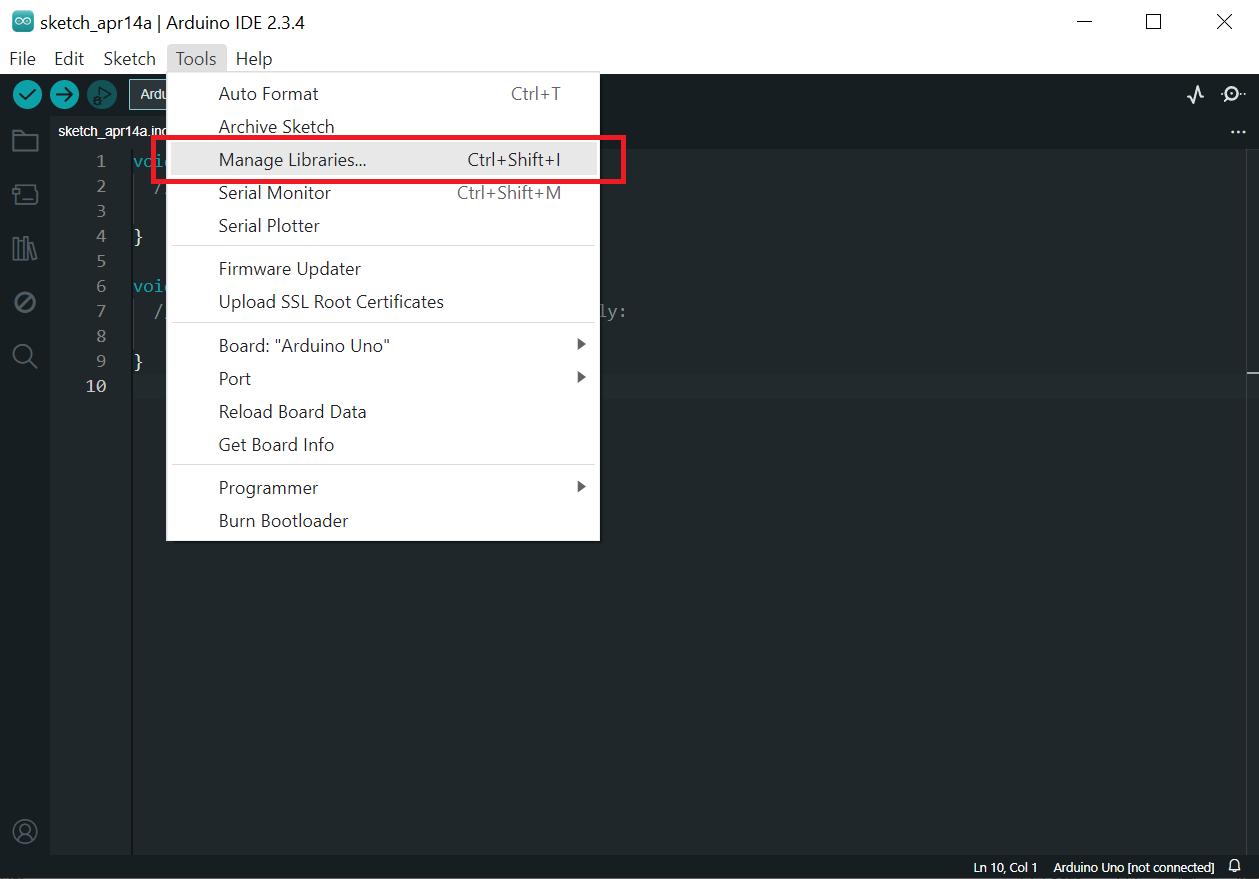 sketch_apr14a | Arduino IDE 2.3.4
File Edit Sketch Tools Help
Ardu
sketch_apr14a.ino
Auto Format Ctrl+T
Archive Sketch
Manage Libraries... Ctrl+Shift+I
Serial Monitor Ctrl+Shift+M
Serial Plotter
Firmware Updater
Upload SSL Root Certificates
Board: "Arduino Uno"
Port
Reload Board Data
Get Board Info
Programmer
Burn Bootloader
1 voi
2 /
3
4 }
5
6 voi
7 / ly:
8
9 }
10
Ln 10, Col 1 Arduino Uno [not connected]